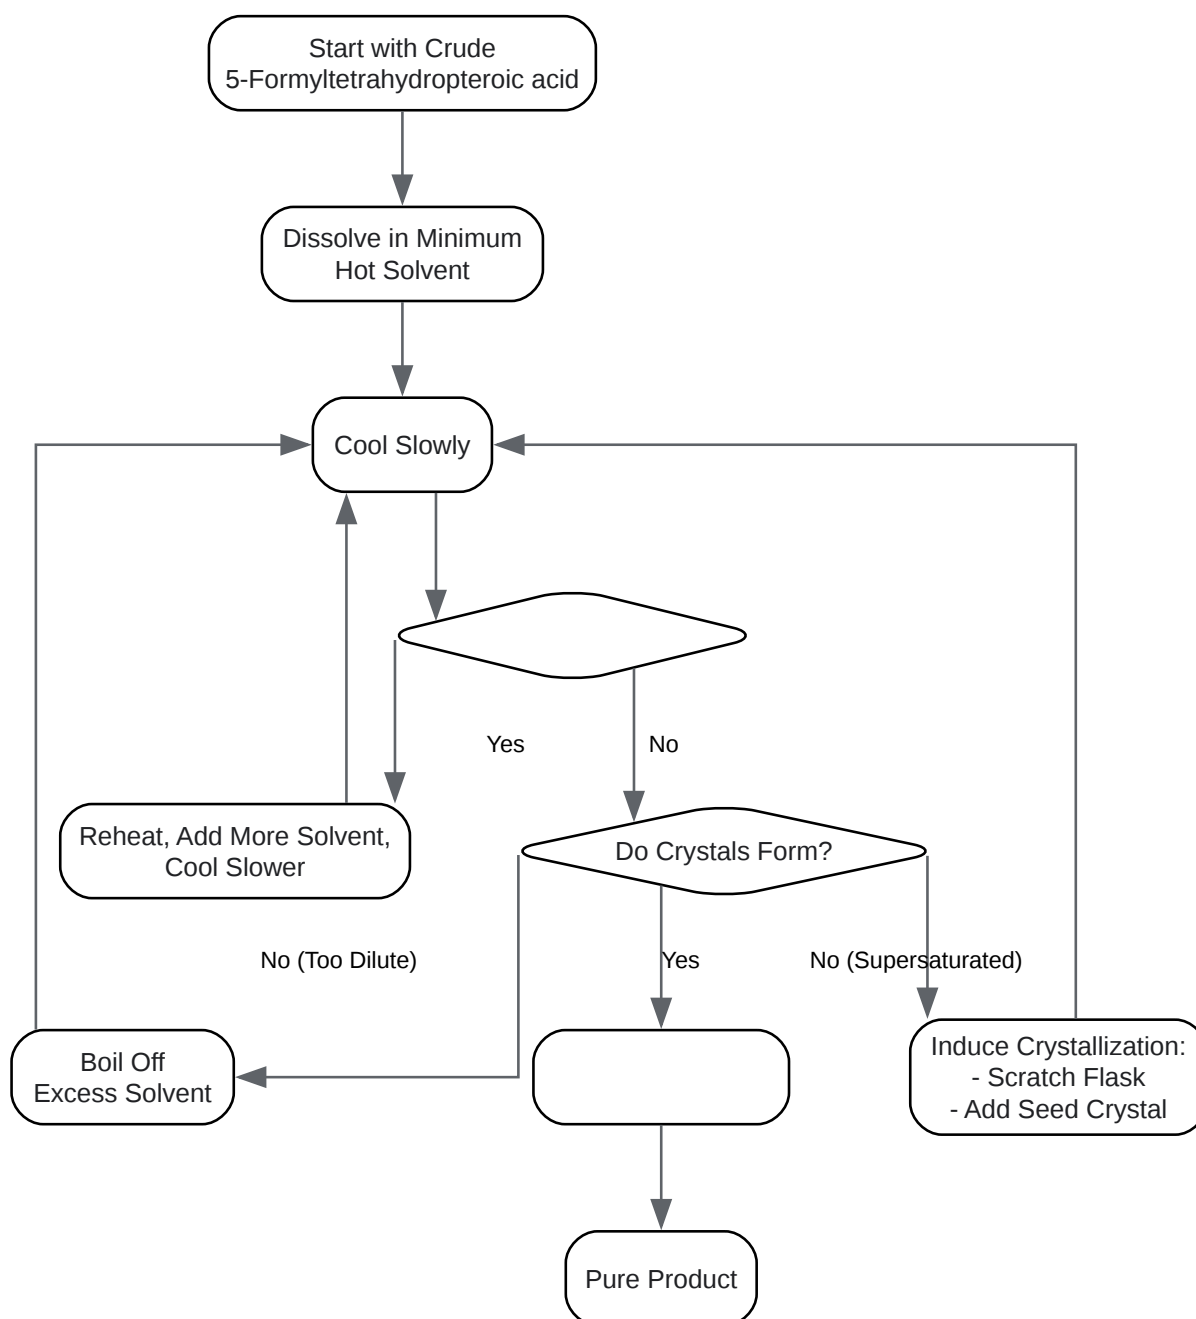 Start with Crude
5-Formyltetrahydropteroic acid
Dissolve in Minimum
Hot Solvent
Cool Slowly
Yes
No
Reheat, Add More Solvent,
Cool Slower
Do Crystals Form?
No (Too Dilute)
Yes
No (Supersaturated)
Boil Off
Excess Solvent
Induce Crystallization:
- Scratch Flask
- Add Seed Crystal
Pure Product